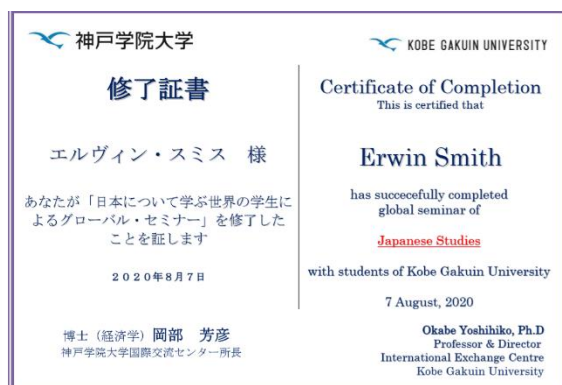 神戸学院大学
修了証書
エルヴィン・スミス　様
あなたが「日本について学ぶ世界の学生に
よるグローバル・セミナー」を修了した
ことを証します
２０２０年８月７日
博士（経済学）岡部　芳彦
神戸学院大学国際交流センター所長
KOBE GAKUIN UNIVERSITY
Certificate of Completion
This is certified that
Erwin Smith
has succecefully completed
global seminar of
Japanese Studies
with students of Kobe Gakuin University
7 August, 2020
Okabe Yoshihiko, Ph.D
Professor & Director
International Exchange Centre
Kobe Gakuin University